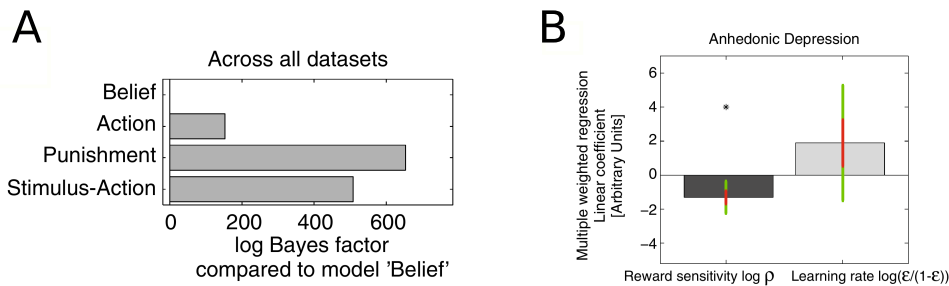 A
Across all datasets
Belief
Action
Punishment
Stimulus-Action
0 200 400 600
log Bayes factor
compared to model 'Belief'
B
Anhedonic Depression
Multiple weighted regression
Linear coefficient
[Arbitrary Units]
6
4
2
0
−2
−4
*
Reward sensitivity log ρ
Learning rate log(ε/(1-ε))